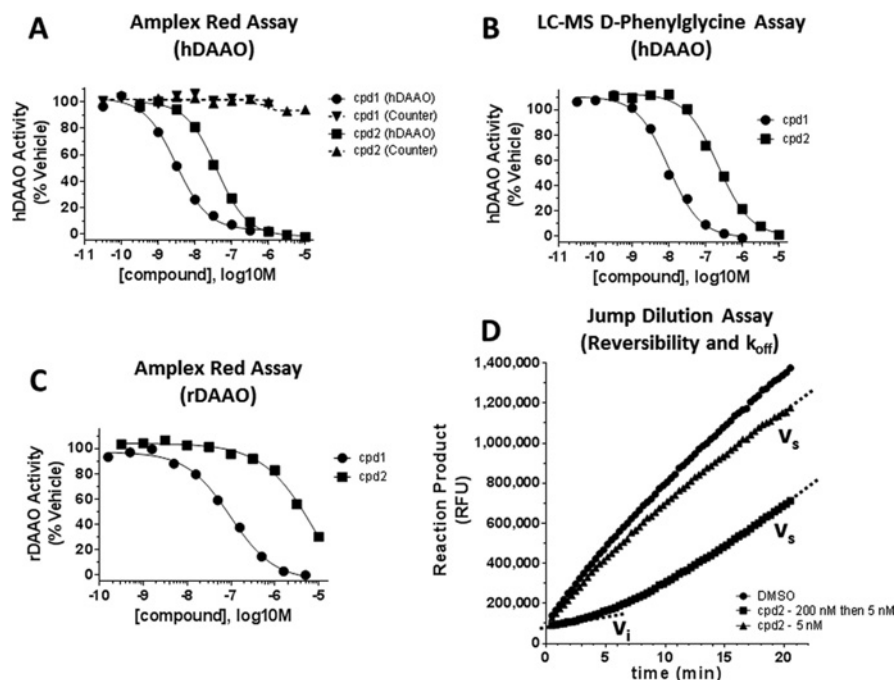 A
Amplex Red Assay
(hDAAO)
hDAAO Activity
(% Vehicle)
100
80
60
40
20
0
-11
-10
-9
-8
-7
-6
-5
[compound], log10M
cpd1 (hDAAO)
cpd1 (Counter)
cpd2 (hDAAO)
cpd2 (Counter)
B
LC-MS D-Phenylglycine Assay
(hDAAO)
hDAAO Activity
(% Vehicle)
100
80
60
40
20
0
-11
-10
-9
-8
-7
-6
-5
[compound], log10M
cpd1
cpd2
C
Amplex Red Assay
(rDAAO)
rDAAO Activity
(% Vehicle)
100
80
60
40
20
0
-10
-9
-8
-7
-6
-5
[compound], log10M
cpd1
cpd2
D
Jump Dilution Assay
(Reversibility and koff)
Reaction Product
(RFU)
1,400,000
1,200,000
1,000,000
800,000
600,000
400,000
200,000
100,000
0
5
10
15
20
time (min)
Vs
Vs
Vi
DMSO
cpd2 - 200 nM then 5 nM
cpd2 - 5 nM